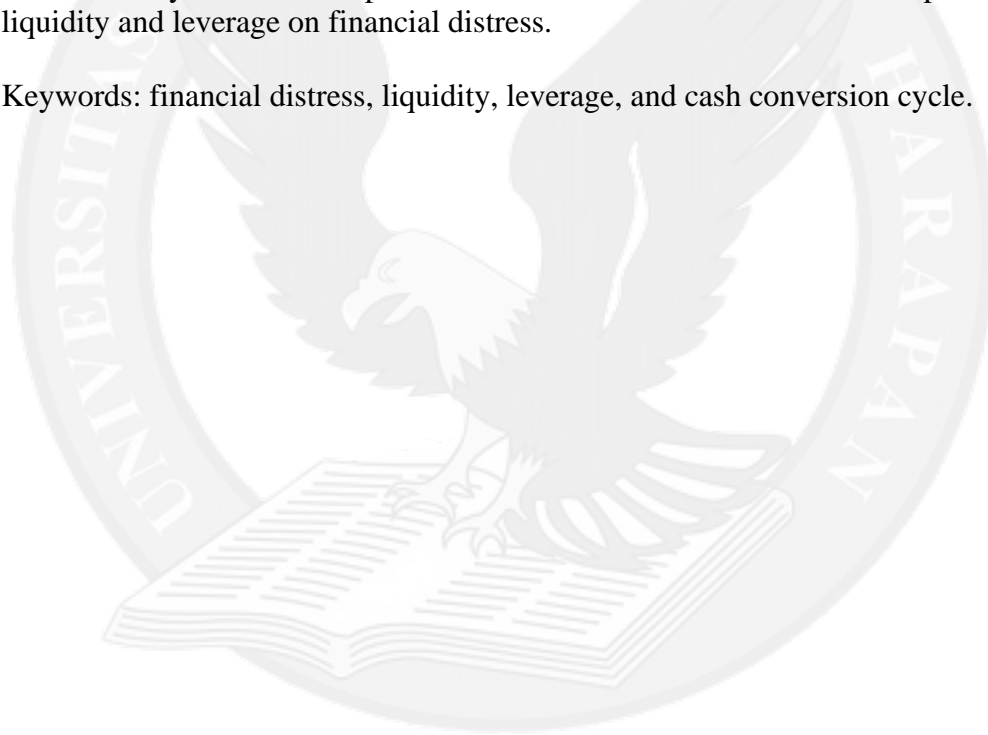 liquidity and leverage on financial distress.
Keywords: financial distress, liquidity, leverage, and cash conversion cycle.
UNIVERSITAS
HARAPAN